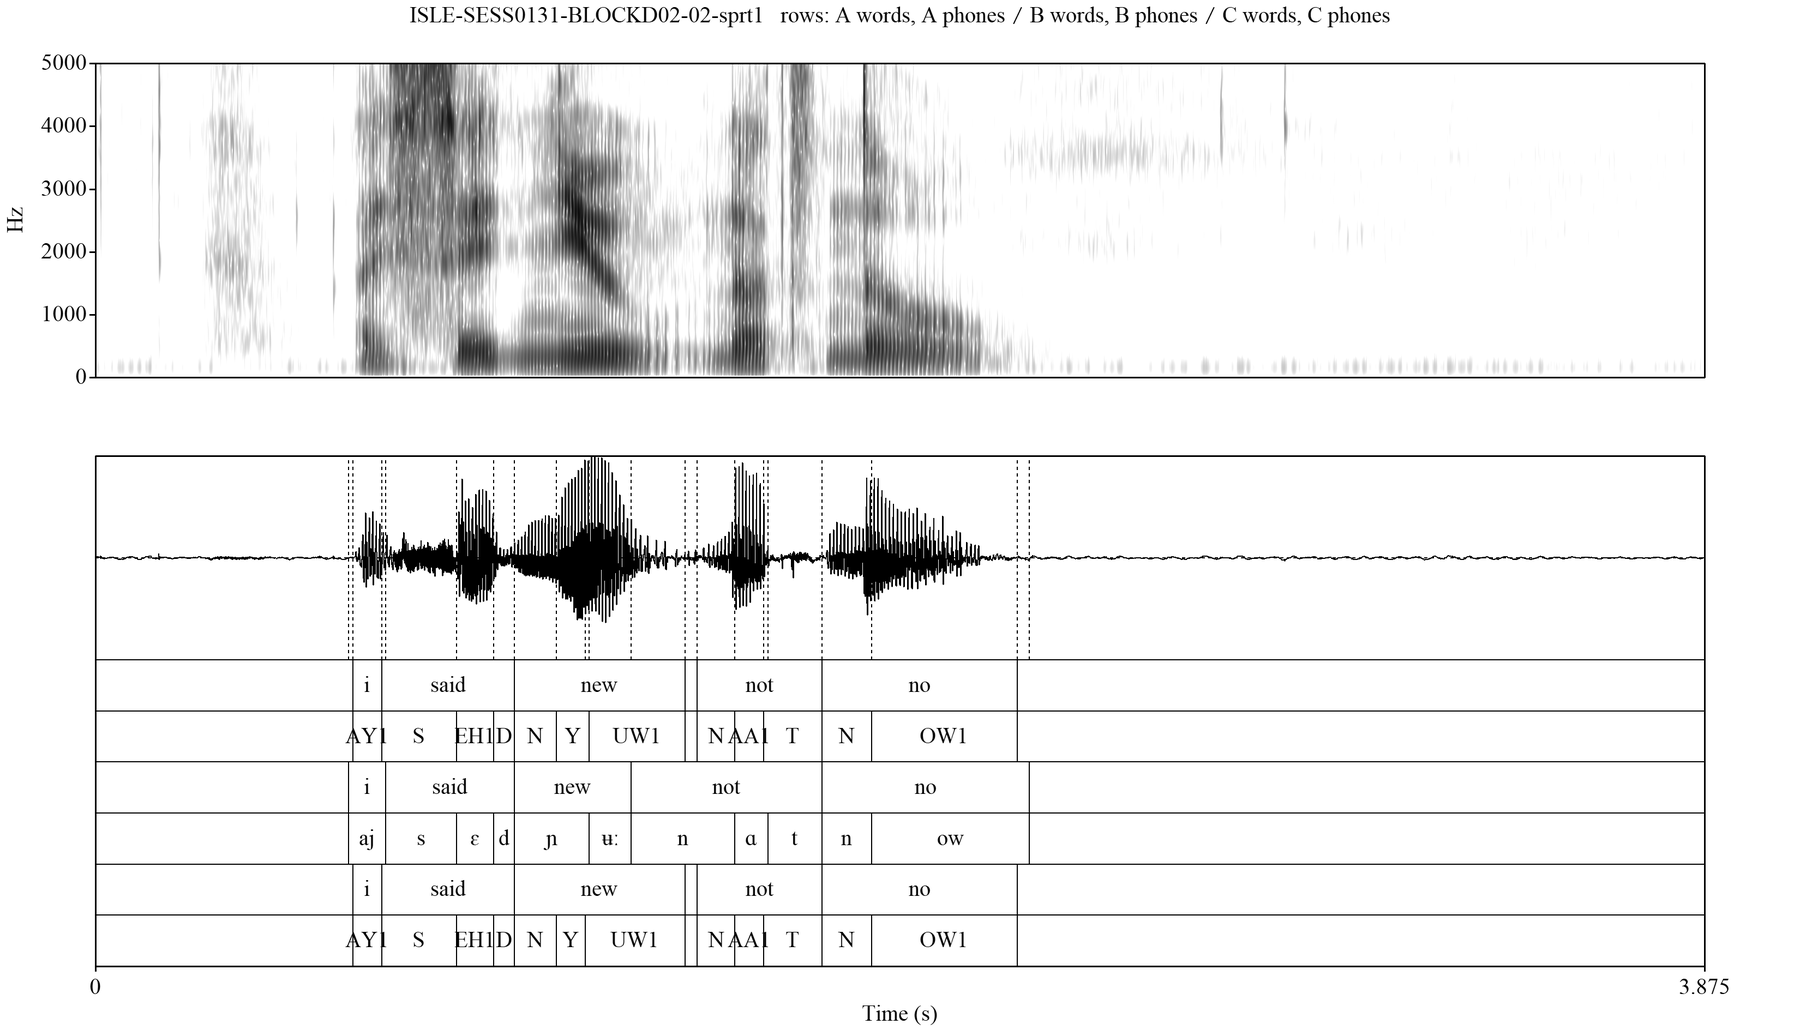 ISLE-SESS0131-BLOCKD02-02-sprt1 rows: A words, A phones / B words, B phones / C words, C phones
5000
4000
3000
2000
1000
0
Hz
i said new not no
AY1 S EH1 D N Y UW1 N AA1 T N OW1
i said new not no
aj s ɛ d ɲ ʉː n ɑ t n ow
i said new not no
AY1 S EH1 D N Y UW1 N AA1 T N OW1
0 3.875
Time (s)